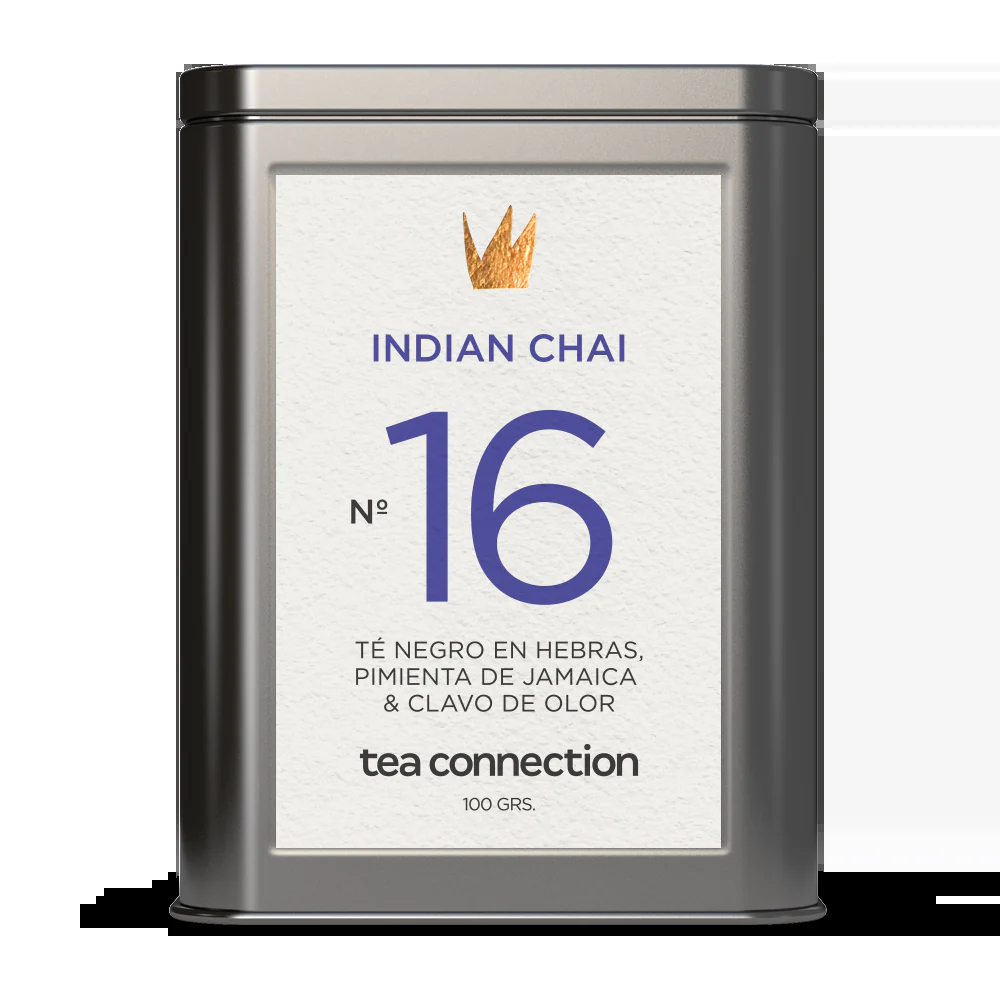 INDIAN CHAI
Nº 16
TÉ NEGRO EN HEBRAS,
PIMIENTA DE JAMAICA
& CLAVO DE OLOR
tea connection
100 GRS.